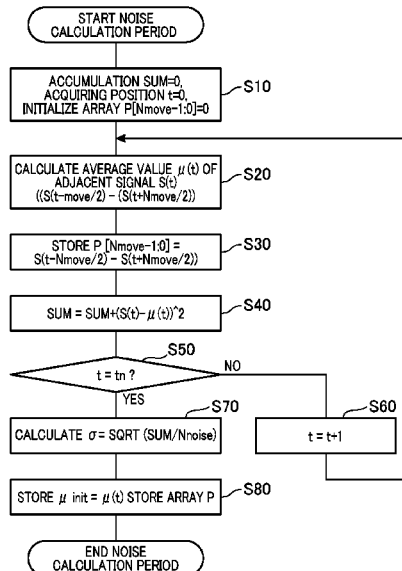 START NOISE
CALCULATION PERIOD
ACCUMULATION SUM=0,
ACQUIRING POSITION t=0,
INITIALIZE ARRAY P[Nmove-1:0]=0
S10
CALCULATE AVERAGE VALUE μ(t) OF
ADJACENT SIGNAL S(t)
((S(t-move/2) - (S(t+Nmove/2))
S20
STORE P [Nmove-1:0] =
S(t-Nmove/2) - S(t+Nmove/2))
S30
SUM = SUM+(S(t)-μ(t))^2
S40
t = tn ?
S50
NO
YES
t = t+1
S60
CALCULATE σ= SQRT (SUM/Nnoise)
S70
STORE μ init = μ(t) STORE ARRAY P
S80
END NOISE
CALCULATION PERIOD